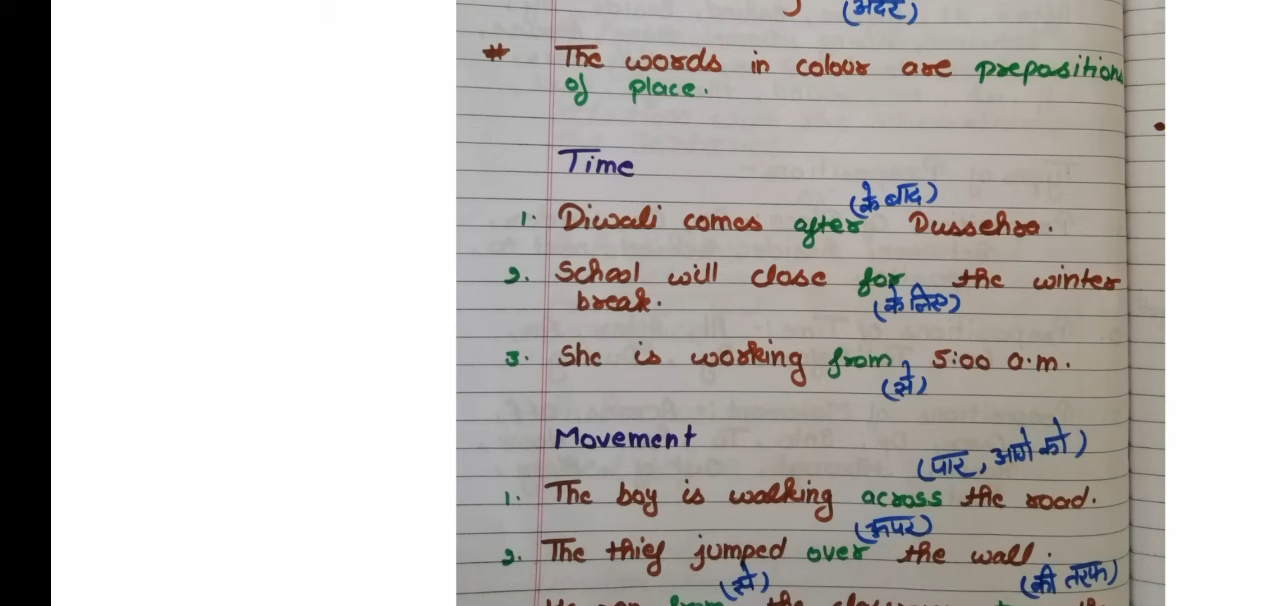 (अंदर)
# The words in colour are prepositions
of place.
Time
(के बाद)
1. Diwali comes after Dussehra.
2. School will close for the winter
break. (के लिए)
3. She is working from 5:00 a.m.
(से)
Movement
(पार, आगे को)
1. The boy is walking across the road.
(ऊपर)
2. The thief jumped over the wall.
(से) (की तरफ)